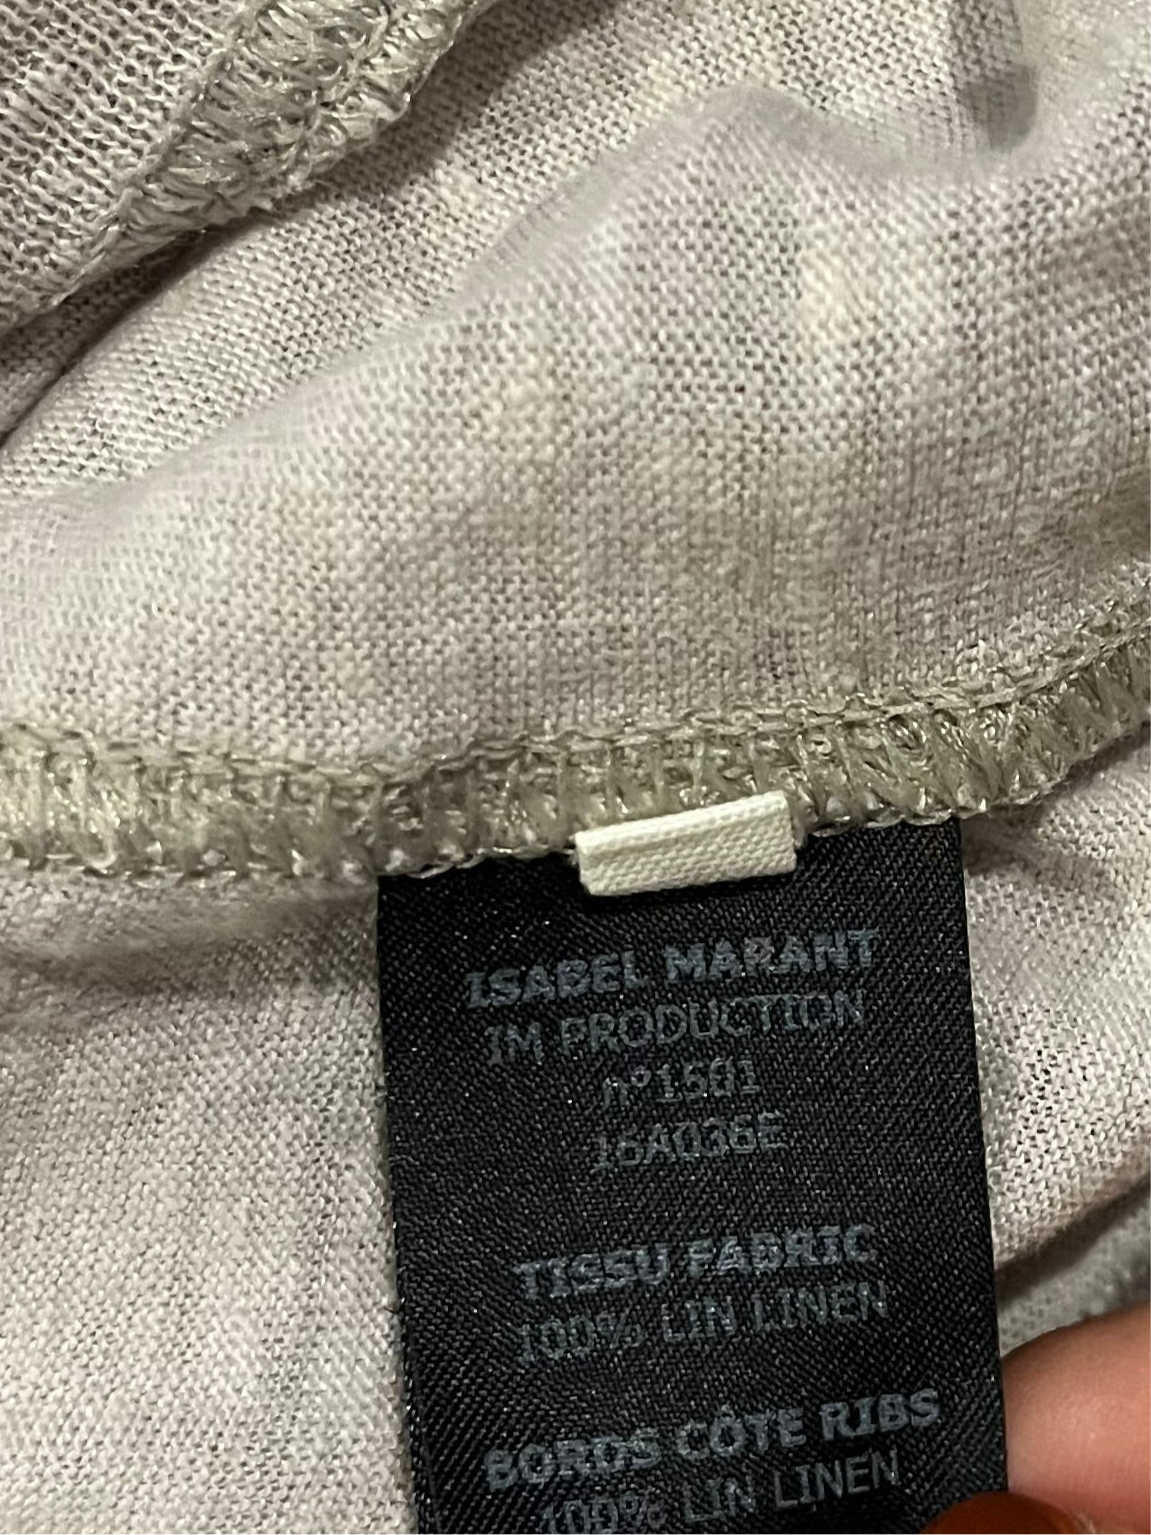 ISABEL MARANT
IM PRODUCTION
n°1501
16A036E
TISSU FABRIC
100% LIN LINEN
BORDS CÔTE RIBS
100% LIN LINEN